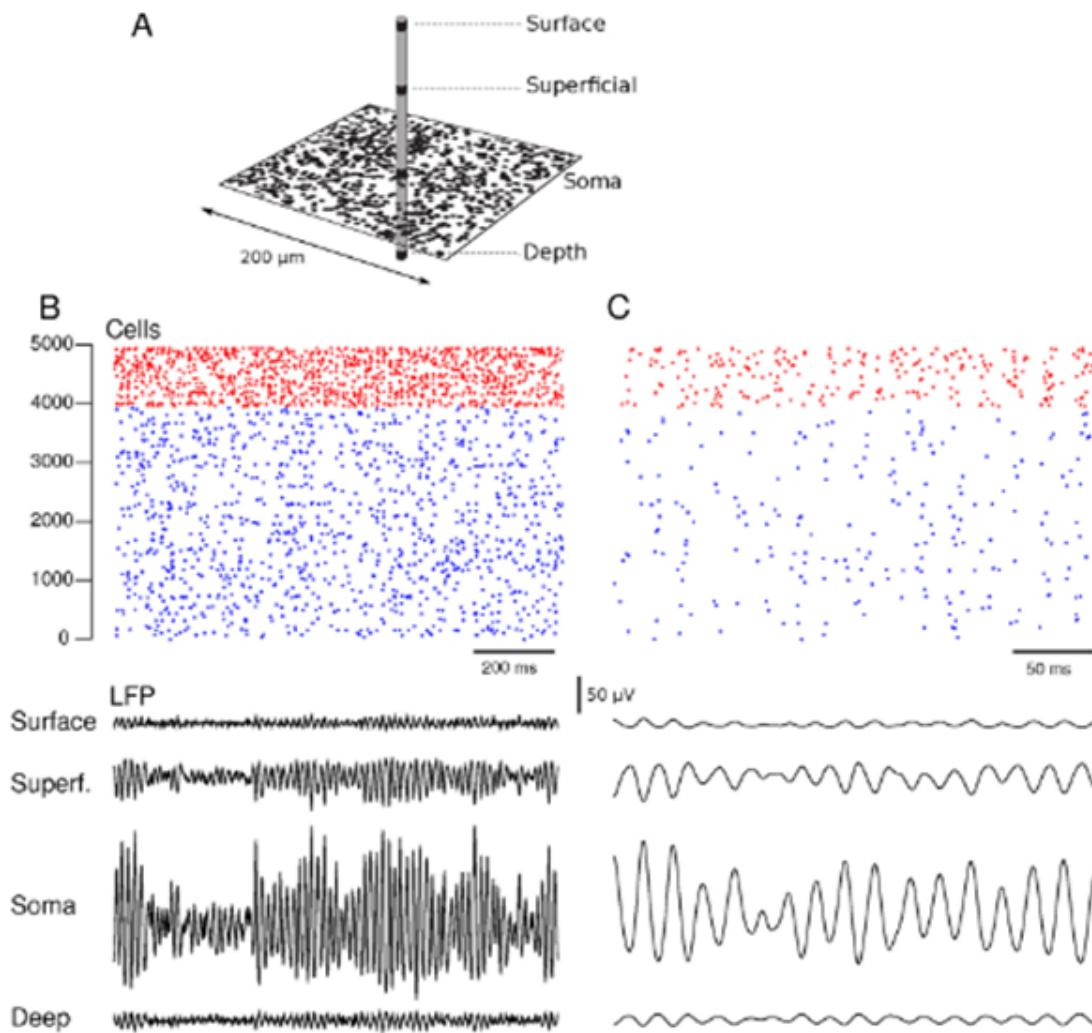 A
Surface
Superficial
Soma
Depth
200 µm
B
C
Cells
5000
4000
3000
2000
1000
0
200 ms
50 ms
LFP
50 µV
Surface
Superf.
Soma
Deep